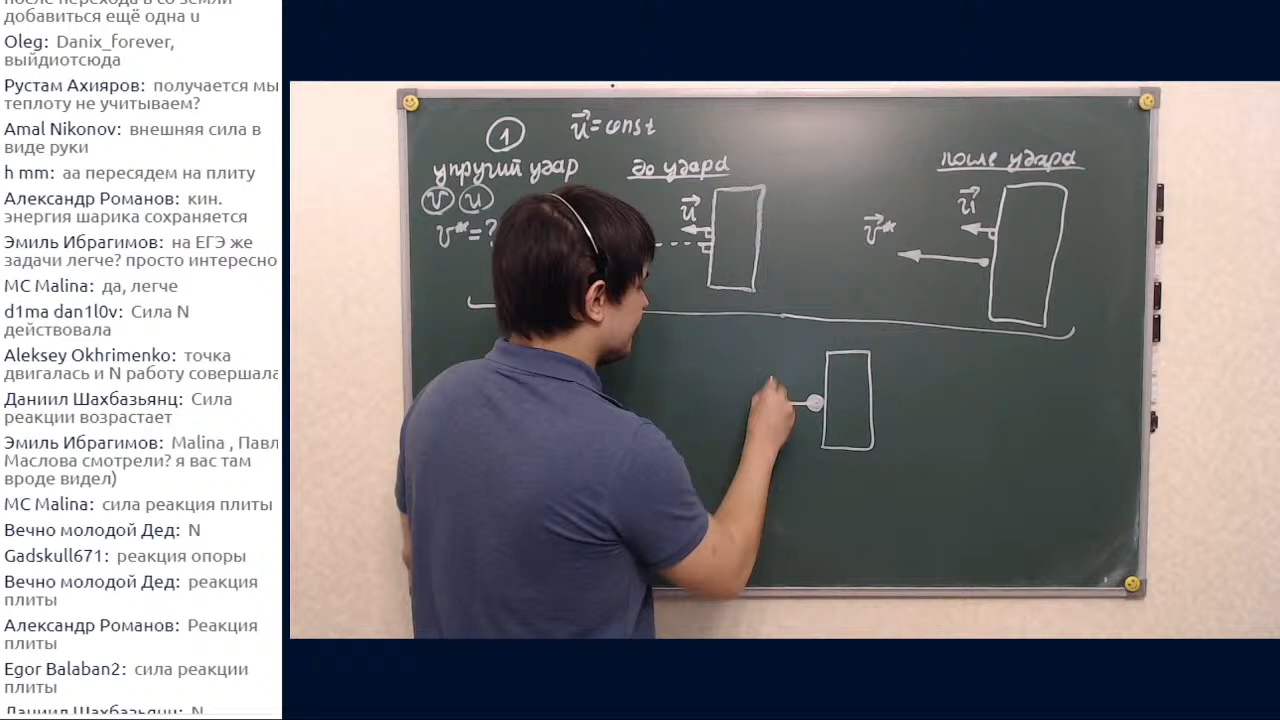 добавиться ещё одна u
Oleg: Danix_forever,
выйдиотсюда
Рустам Ахияров: получается мы
теплоту не учитываем?
Amal Nikonov: внешняя сила в
виде руки
h mm: аа пересядем на плиту
Александр Романов: кин.
энергия шарика сохраняется
Эмиль Ибрагимов: на ЕГЭ же
задачи легче? просто интересно
MC Malina: да, легче
d1ma dan1l0v: Сила N
действовала
Aleksey Okhrimenko: точка
двигалась и N работу совершала
Даниил Шахбазьянц: Сила
реакции возрастает
Эмиль Ибрагимов: Malina , Павл
Маслова смотрели? я вас там
вроде видел)
MC Malina: сила реакция плиты
Вечно молодой Дед: N
Gadskull671: реакция опоры
Вечно молодой Дед: реакция
плиты
Александр Романов: Реакция
плиты
Egor Balaban2: сила реакции
плиты
1
u⃗ = const
упругий удар
v u
v* = ?
до удара
u⃗
после удара
u⃗
v⃗*